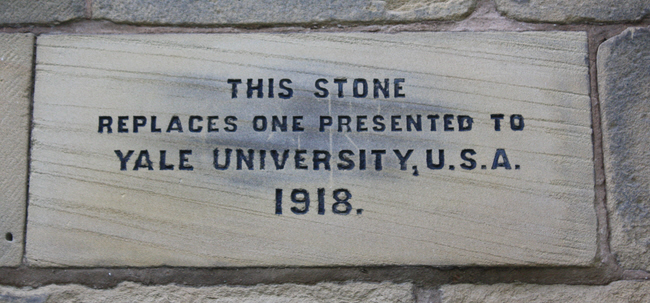 THIS STONE
REPLACES ONE PRESENTED TO
YALE UNIVERSITY, U.S.A.
1918.